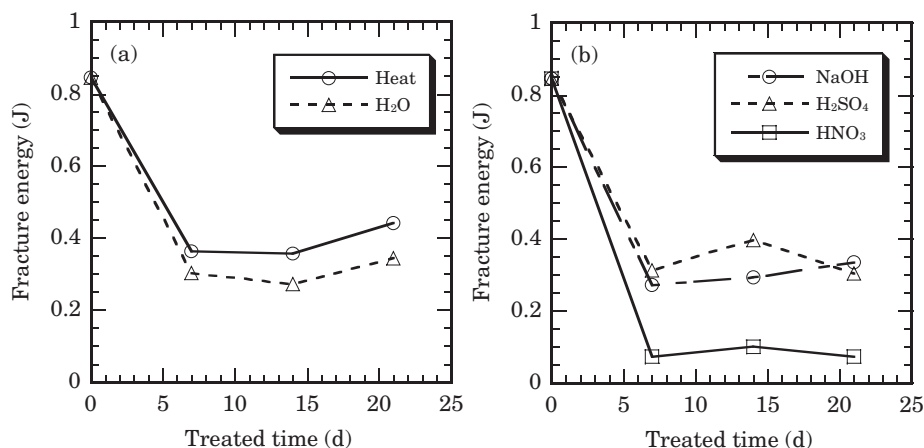 (a)
Heat
H₂O
Fracture energy (J)
1
0.8
0.6
0.4
0.2
0
0 5 10 15 20 25
Treated time (d)
(b)
NaOH
H₂SO₄
HNO₃
Fracture energy (J)
1
0.8
0.6
0.4
0.2
0
0 5 10 15 20 25
Treated time (d)